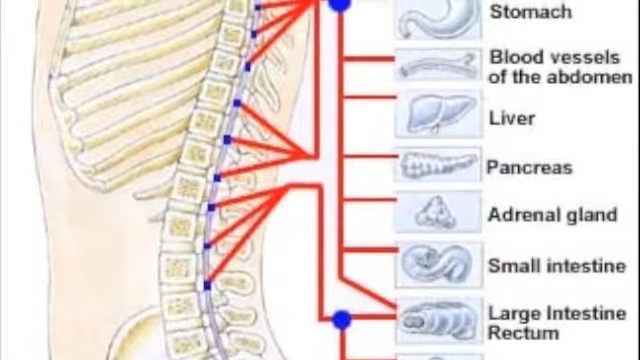 Stomach
Blood vessels
of the abdomen
Liver
Pancreas
Adrenal gland
Small intestine
Large Intestine
Rectum